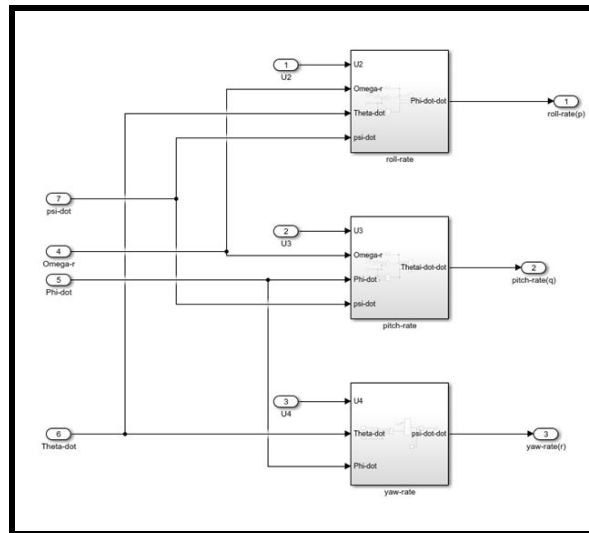 1
U2
U2
Omega-r
Theta-dot
psi-dot
Phi-dot-dot
roll-rate
1
roll-rate(p)
7
psi-dot
4
Omega-r
5
Phi-dot
2
U3
U3
Omega-r
Phi-dot
psi-dot
Thetai-dot-dot
pitch-rate
2
pitch-rate(q)
3
U4
6
Theta-dot
U4
Theta-dot
Phi-dot
psi-dot-dot
yaw-rate
3
yaw-rate(r)